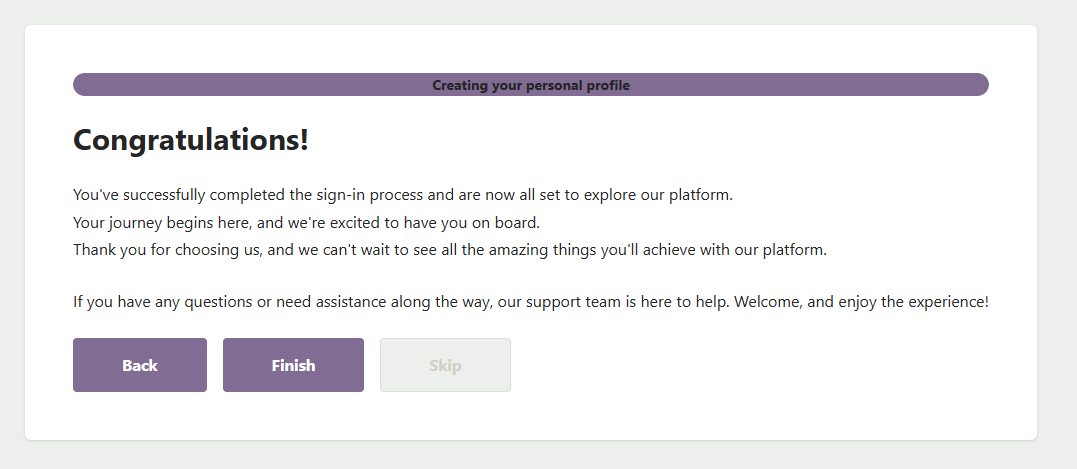 Creating your personal profile
Congratulations!
You've successfully completed the sign-in process and are now all set to explore our platform.
Your journey begins here, and we're excited to have you on board.
Thank you for choosing us, and we can't wait to see all the amazing things you'll achieve with our platform.
If you have any questions or need assistance along the way, our support team is here to help. Welcome, and enjoy the experience!
Back Finish Skip